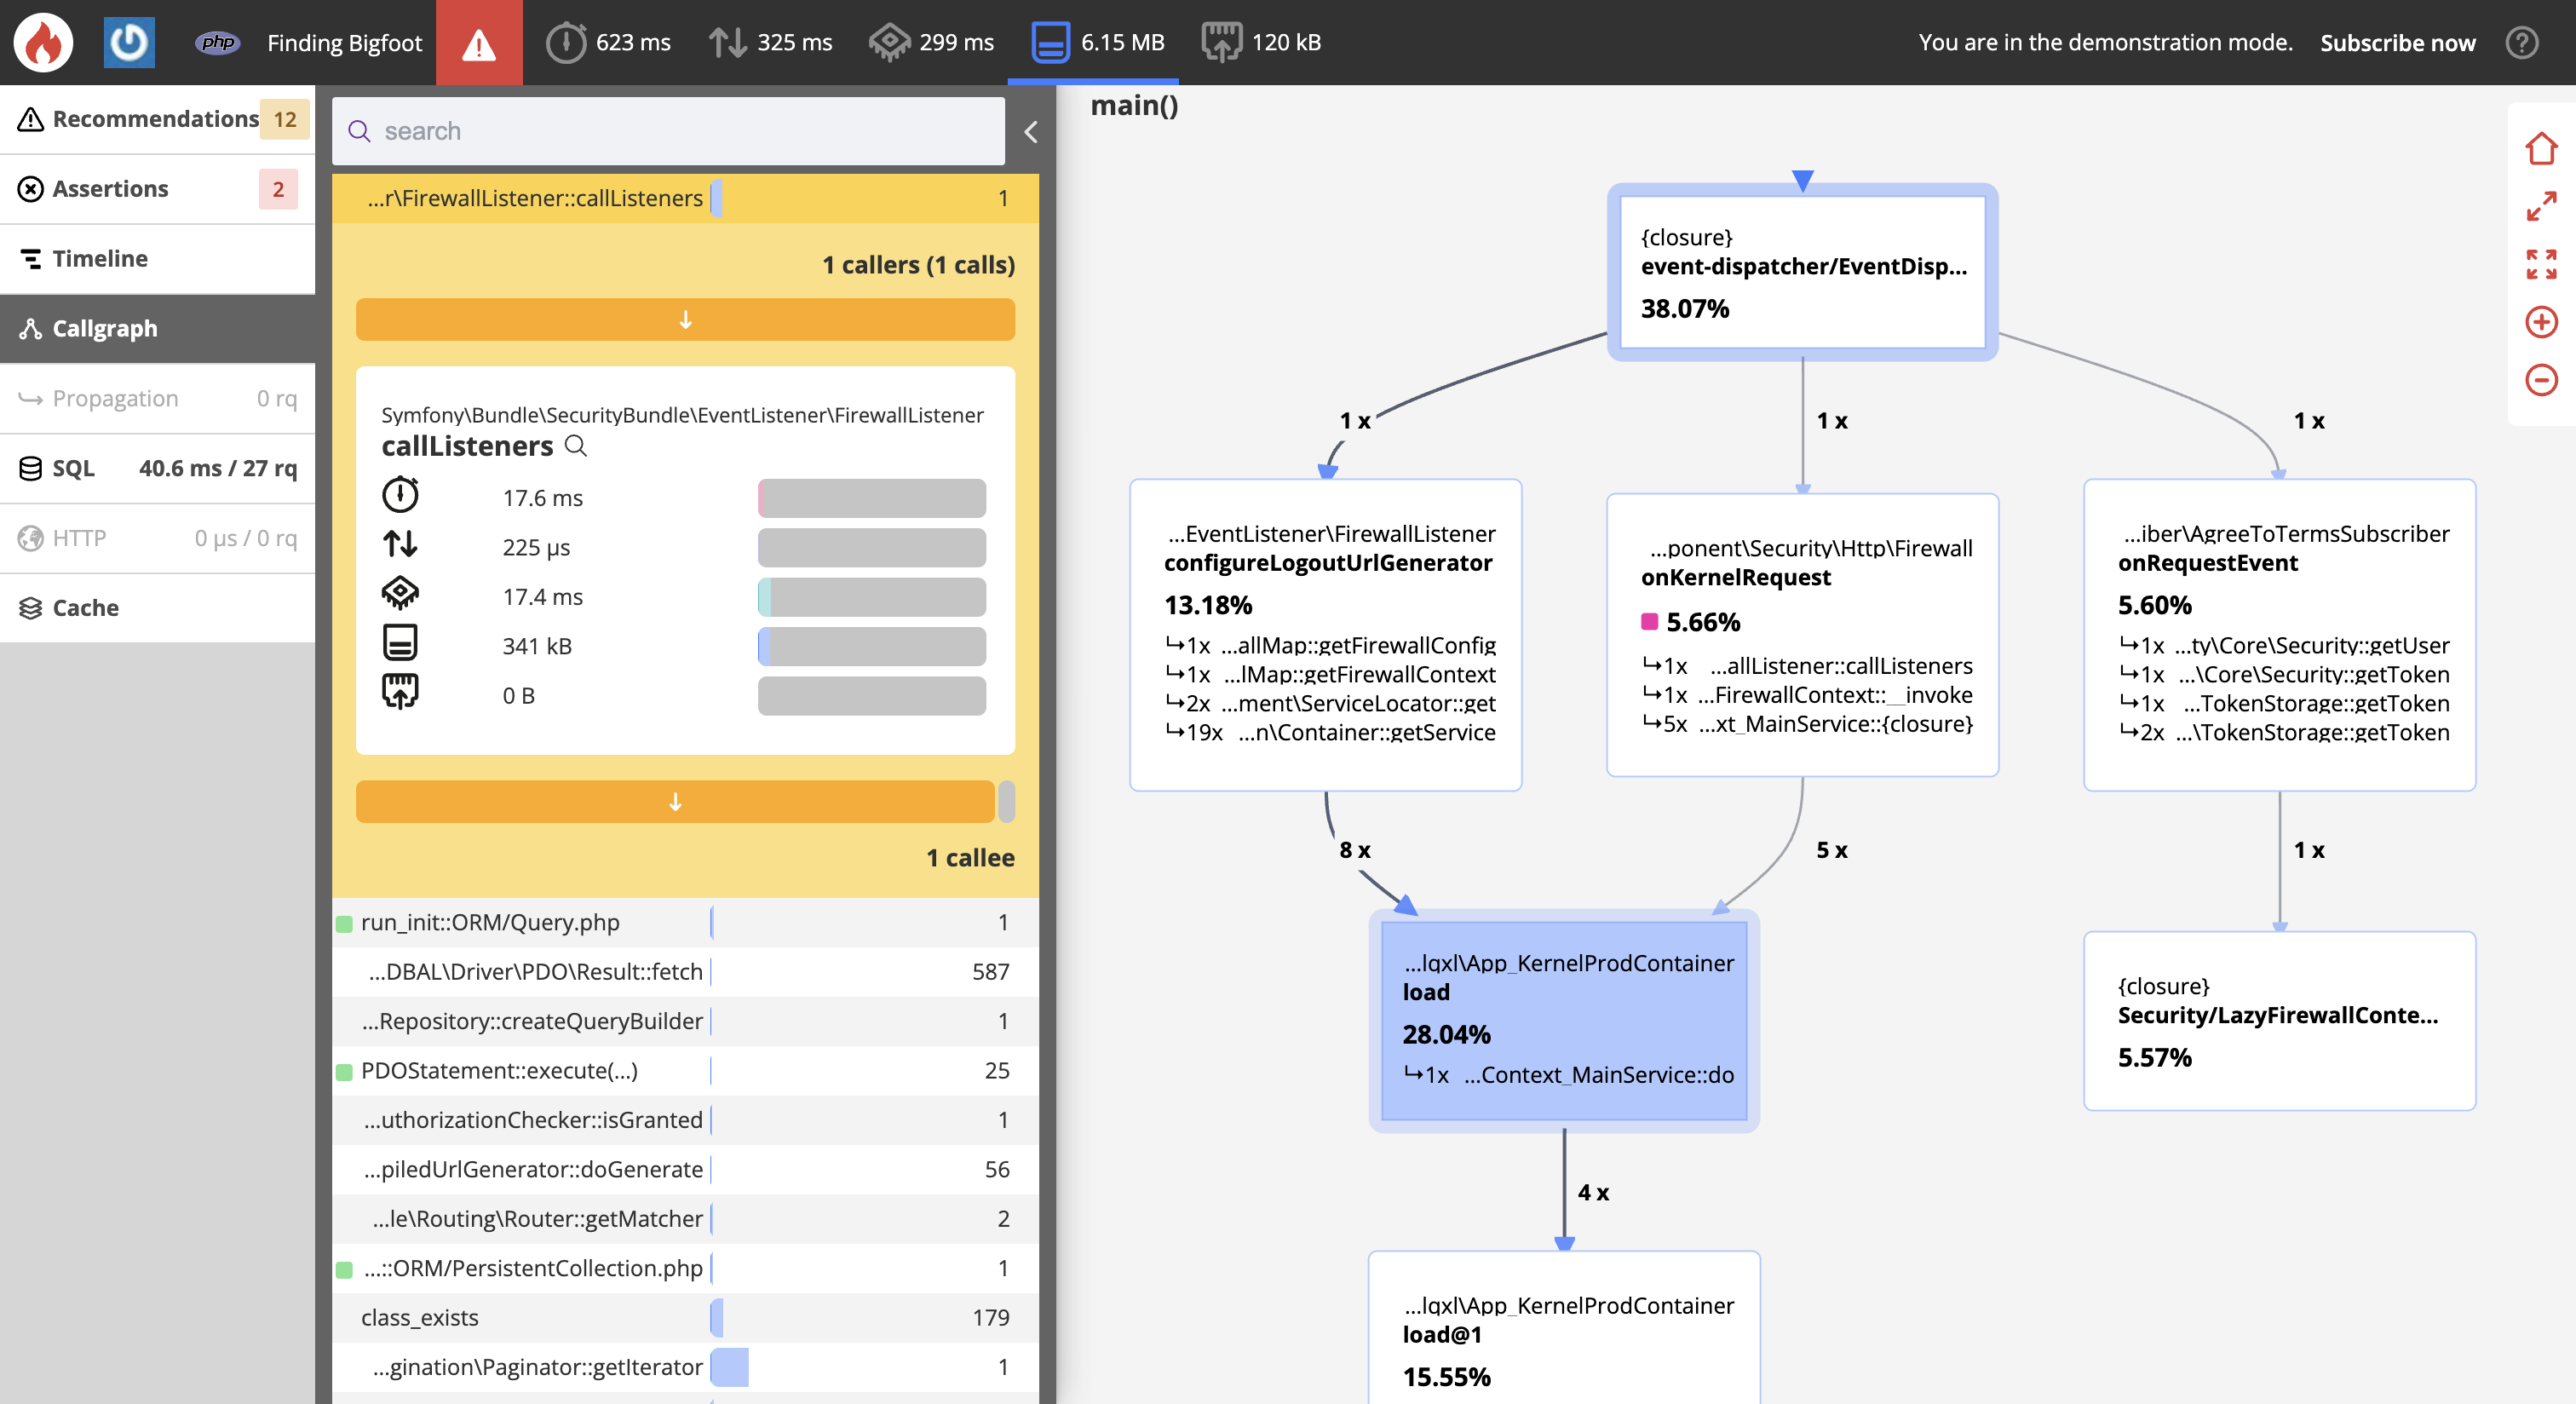 php Finding Bigfoot 623 ms 325 ms 299 ms 6.15 MB 120 kB You are in the demonstration mode. Subscribe now ?
Recommendations 12
Assertions 2
Timeline
Callgraph
Propagation 0 rq
SQL 40.6 ms / 27 rq
HTTP 0 µs / 0 rq
Cache
search
...r\FirewallListener::callListeners 1
1 callers (1 calls)
Symfony\Bundle\SecurityBundle\EventListener\FirewallListener
callListeners
17.6 ms
225 µs
17.4 ms
341 kB
0 B
1 callee
run_init::ORM/Query.php 1
...DBAL\Driver\PDO\Result::fetch 587
...Repository::createQueryBuilder 1
PDOStatement::execute(...) 25
...uthorizationChecker::isGranted 1
...piledUrlGenerator::doGenerate 56
...le\Routing\Router::getMatcher 2
...::ORM/PersistentCollection.php 1
class_exists 179
...gination\Paginator::getIterator 1
main()
{closure}
event-dispatcher/EventDisp...
38.07%
1 x
1 x
1 x
...EventListener\FirewallListener
configureLogoutUrlGenerator
13.18%
↪1x ...allMap::getFirewallConfig
↪1x ...lMap::getFirewallContext
↪2x ...ment\ServiceLocator::get
↪19x ...n\Container::getService
...ponent\Security\Http\Firewall
onKernelRequest
5.66%
↪1x ...allListener::callListeners
↪1x ...FirewallContext::__invoke
↪5x ...xt_MainService::{closure}
...iber\AgreeToTermsSubscriber
onRequestEvent
5.60%
↪1x ...ty\Core\Security::getUser
↪1x ...\Core\Security::getToken
↪1x ...TokenStorage::getToken
↪2x ...\TokenStorage::getToken
8 x
5 x
1 x
...lqxl\App_KernelProdContainer
load
28.04%
↪1x ...Context_MainService::do
{closure}
Security/LazyFirewallConte...
5.57%
4 x
...lqxl\App_KernelProdContainer
load@1
15.55%